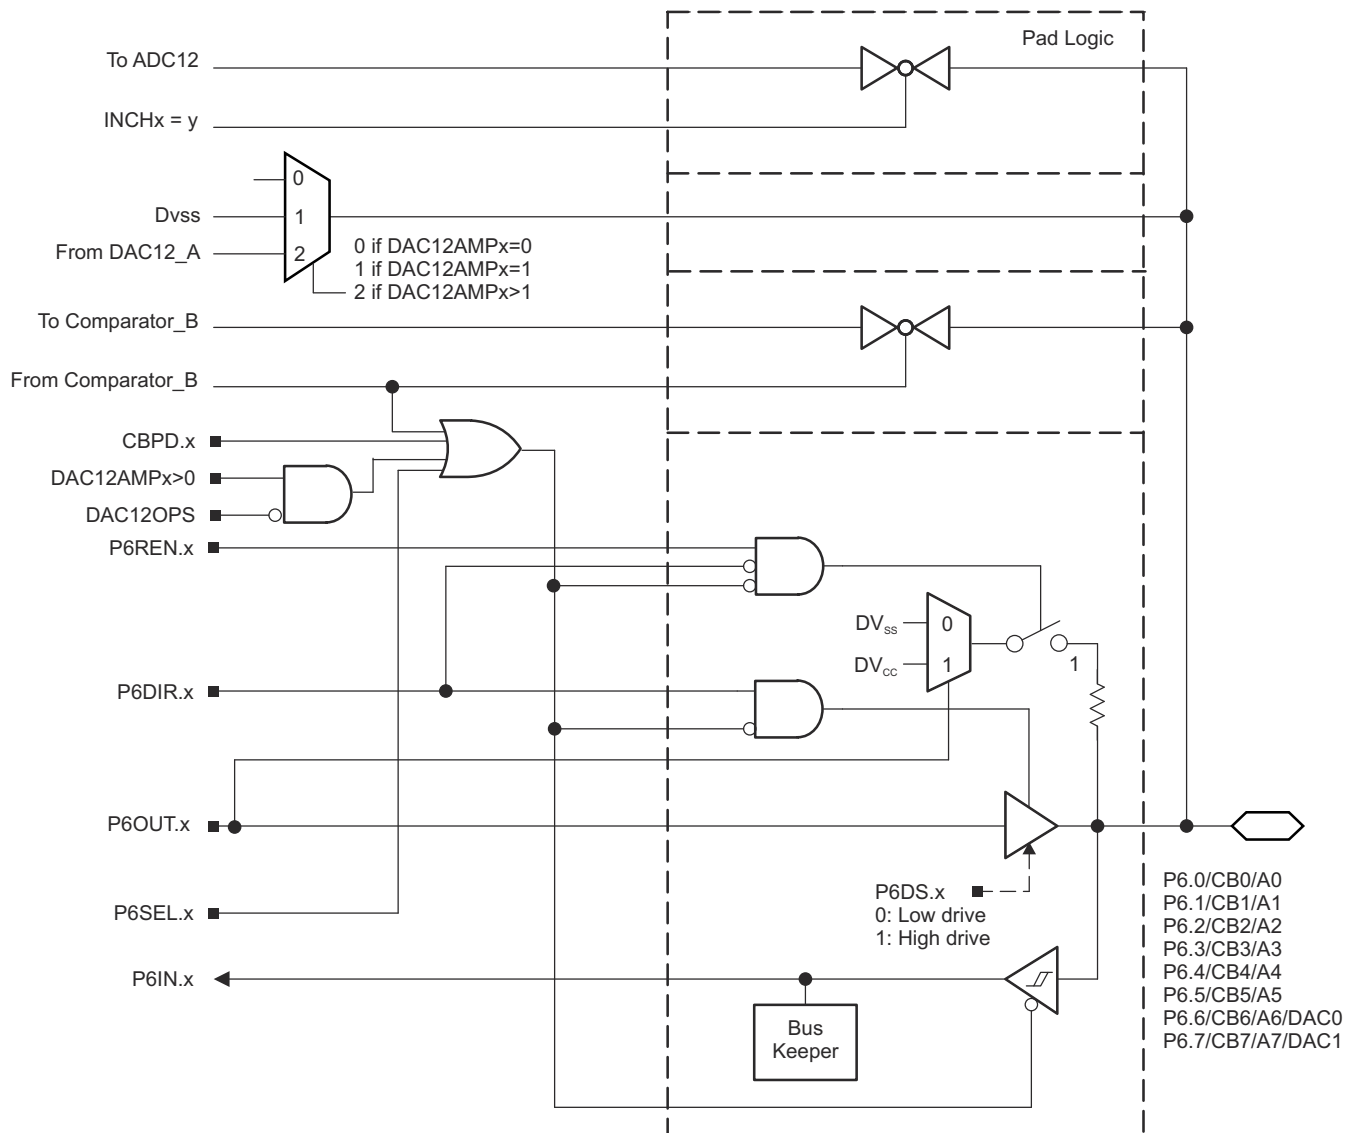 Pad Logic
To ADC12
INCHx = y
0
Dvss
1
From DAC12_A
2
0 if DAC12AMPx=0
1 if DAC12AMPx=1
2 if DAC12AMPx>1
To Comparator_B
From Comparator_B
CBPD.x
DAC12AMPx>0
DAC12OPS
P6REN.x
DVSS
0
DVCC
1
1
P6DIR.x
P6OUT.x
P6DS.x
0: Low drive
1: High drive
P6SEL.x
P6IN.x
Bus
Keeper
P6.0/CB0/A0
P6.1/CB1/A1
P6.2/CB2/A2
P6.3/CB3/A3
P6.4/CB4/A4
P6.5/CB5/A5
P6.6/CB6/A6/DAC0
P6.7/CB7/A7/DAC1